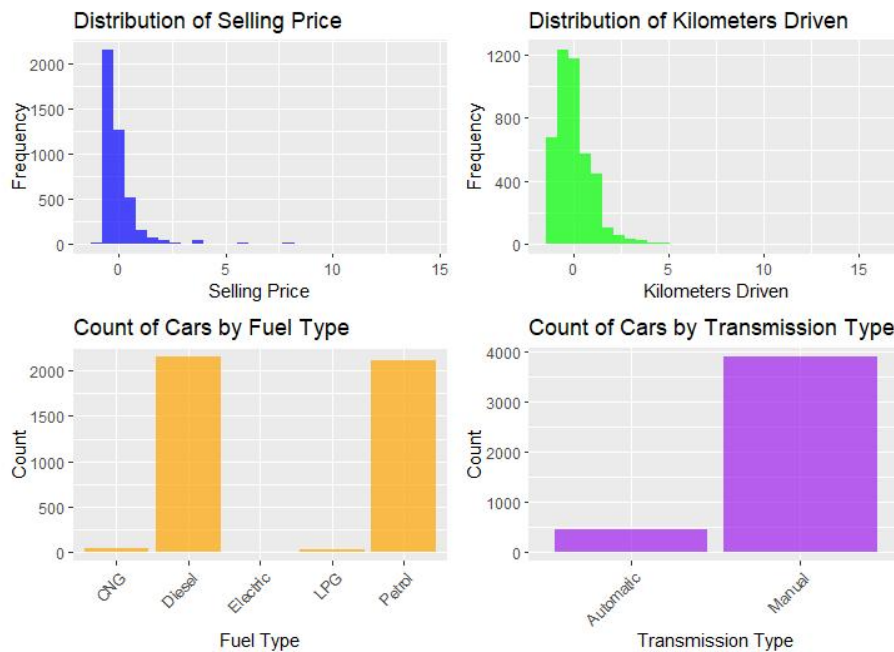 Distribution of Selling Price
Frequency
2000
1500
1000
500
0
0 5 10 15
Selling Price
Distribution of Kilometers Driven
Frequency
1200
800
400
0
0 5 10 15
Kilometers Driven
Count of Cars by Fuel Type
Count
2000
1500
1000
500
0
CNG Diesel Electric LPG Petrol
Fuel Type
Count of Cars by Transmission Type
Count
4000
3000
2000
1000
0
Automatic Manual
Transmission Type